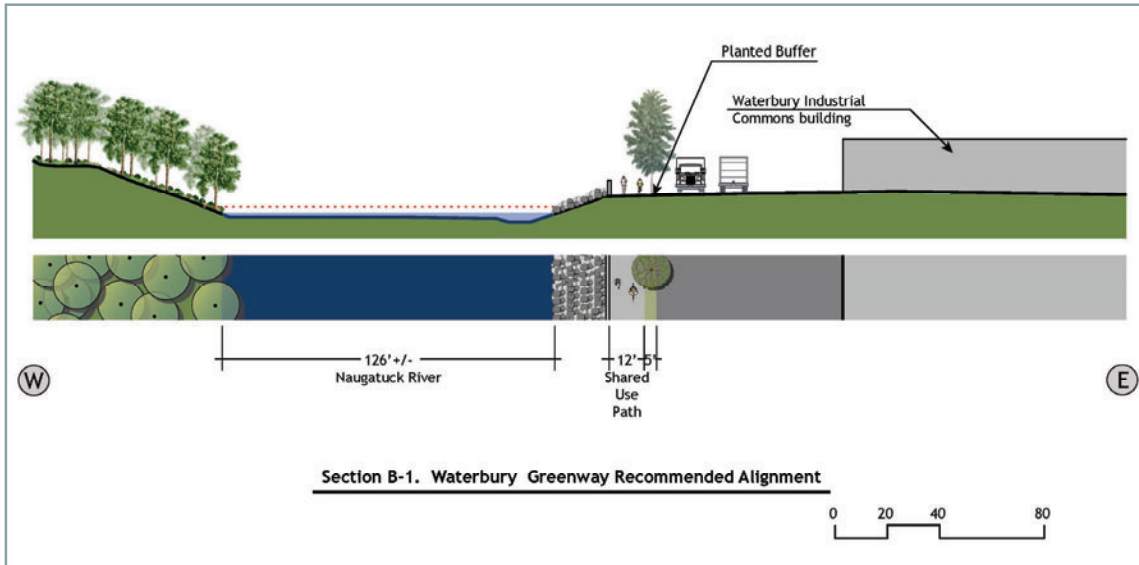 Planted Buffer
Waterbury Industrial
Commons building
126'+/-
Naugatuck River
12'
5'
Shared
Use
Path
W
E
Section B-1. Waterbury Greenway Recommended Alignment
0 20 40 80